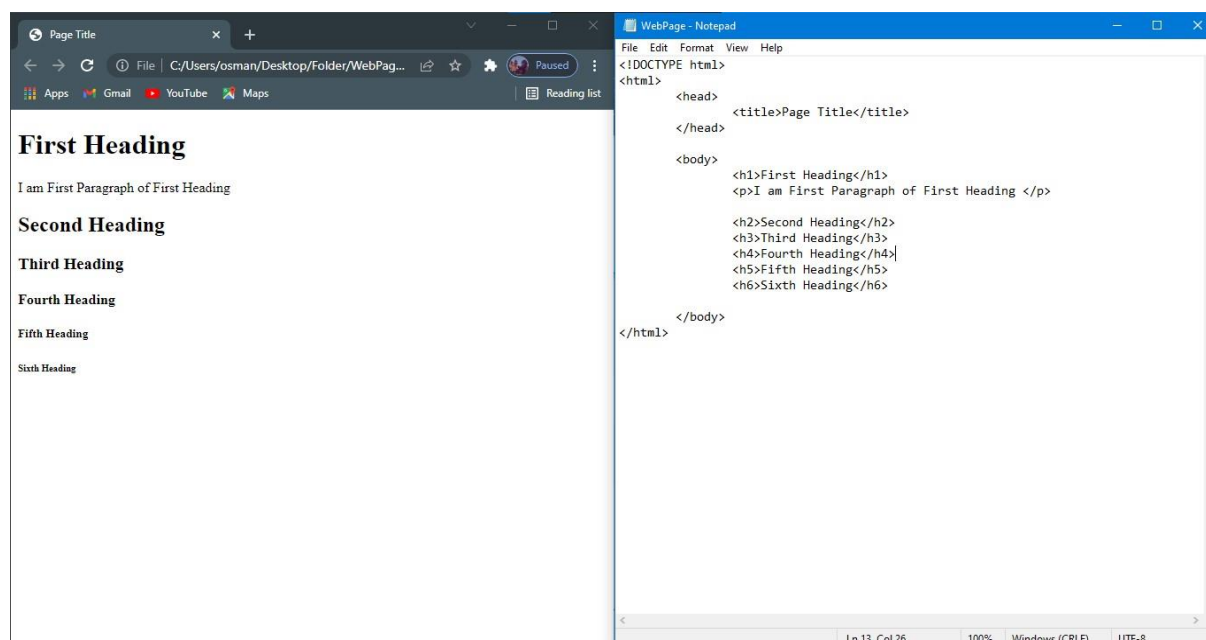 Page Title
File | C:/Users/osman/Desktop/Folder/WebPag... Paused
Apps Gmail YouTube Maps Reading list
First Heading
I am First Paragraph of First Heading
Second Heading
Third Heading
Fourth Heading
Fifth Heading
Sixth Heading
WebPage - Notepad
File Edit Format View Help
<!DOCTYPE html>
<html>
<head>
<title>Page Title</title>
</head>
<body>
<h1>First Heading</h1>
<p>I am First Paragraph of First Heading </p>
<h2>Second Heading</h2>
<h3>Third Heading</h3>
<h4>Fourth Heading</h4>
<h5>Fifth Heading</h5>
<h6>Sixth Heading</h6>
</body>
</html>
Ln 13, Col 26 100% Windows (CRLF) UTF-8